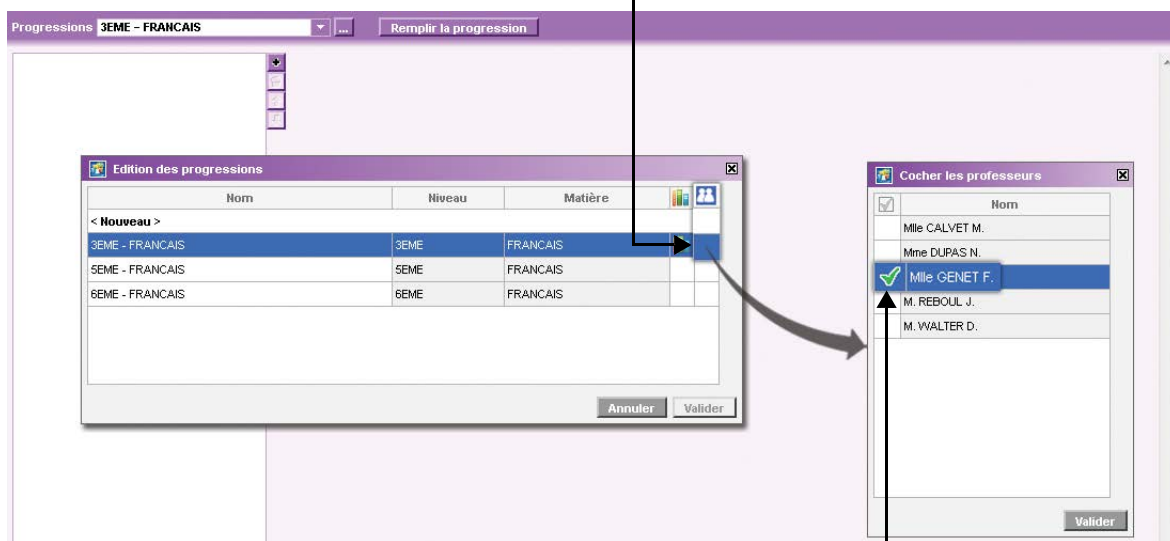 Progressions 3EME - FRANCAIS ... Remplir la progression
Edition des progressions
Nom Niveau Matière
< Nouveau >
3EME - FRANCAIS 3EME FRANCAIS
5EME - FRANCAIS 5EME FRANCAIS
6EME - FRANCAIS 6EME FRANCAIS
Annuler Valider
Cocher les professeurs
Nom
Mlle CALVET M.
Mme DUPAS N.
Mlle GENET F.
M. REBOUL J.
M. WALTER D.
Valider